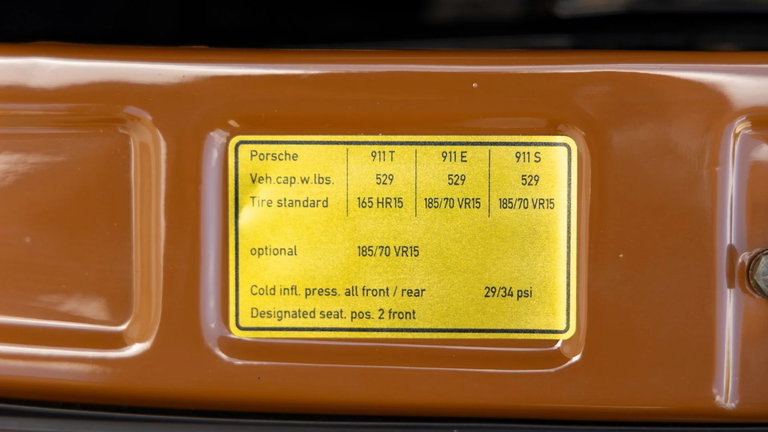 Porsche 911 T 911 E 911 S
Veh.cap.w.lbs. 529 529 529
Tire standard 165 HR15 185/70 VR15 185/70 VR15
optional 185/70 VR15
Cold infl. press. all front / rear 29/34 psi
Designated seat. pos. 2 front